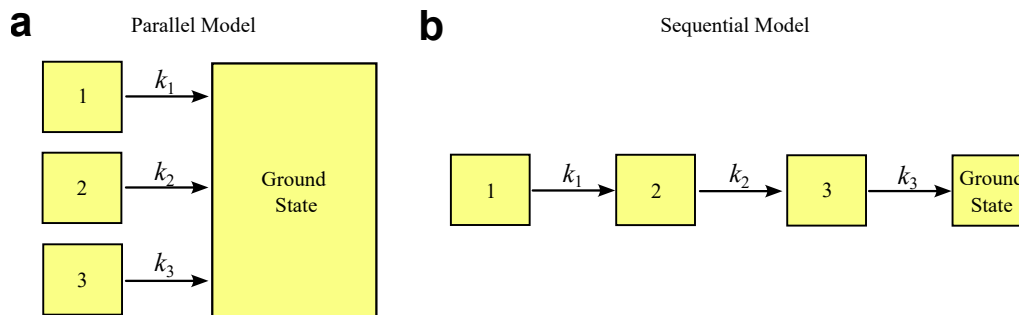 a
Parallel Model
1
k1
2
k2
3
k3
Ground
State
b
Sequential Model
1
k1
2
k2
3
k3
Ground
State